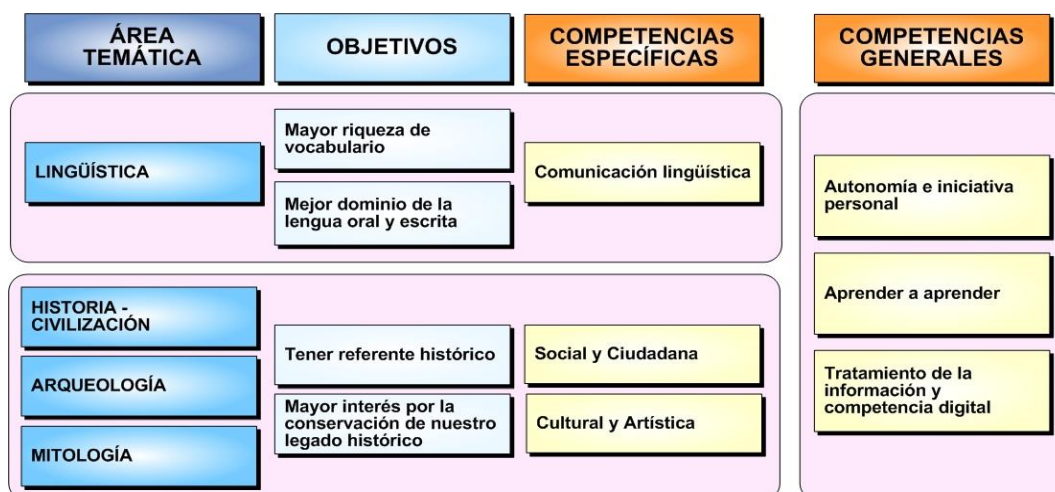 ÁREA
TEMÁTICA
OBJETIVOS
COMPETENCIAS
ESPECÍFICAS
COMPETENCIAS
GENERALES
LINGÜÍSTICA
Mayor riqueza de
vocabulario
Mejor dominio de la
lengua oral y escrita
Comunicación lingüística
HISTORIA -
CIVILIZACIÓN
ARQUEOLOGÍA
MITOLOGÍA
Tener referente histórico
Mayor interés por la
conservación de nuestro
legado histórico
Social y Ciudadana
Cultural y Artística
Autonomía e iniciativa
personal
Aprender a aprender
Tratamiento de la
información y
competencia digital